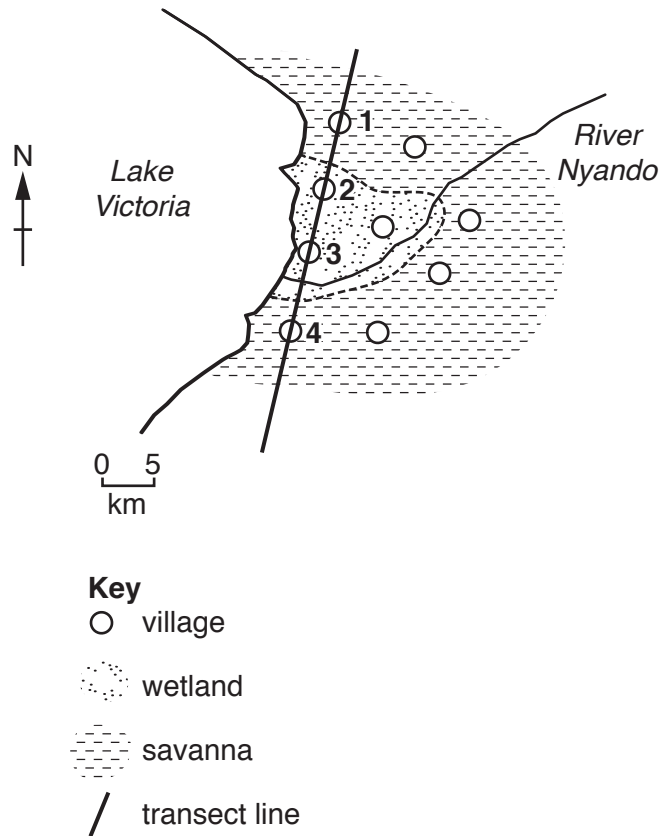 1
River
Nyando
N
Lake
Victoria
2
3
4
0 5
km
Key
village
wetland
savanna
transect line